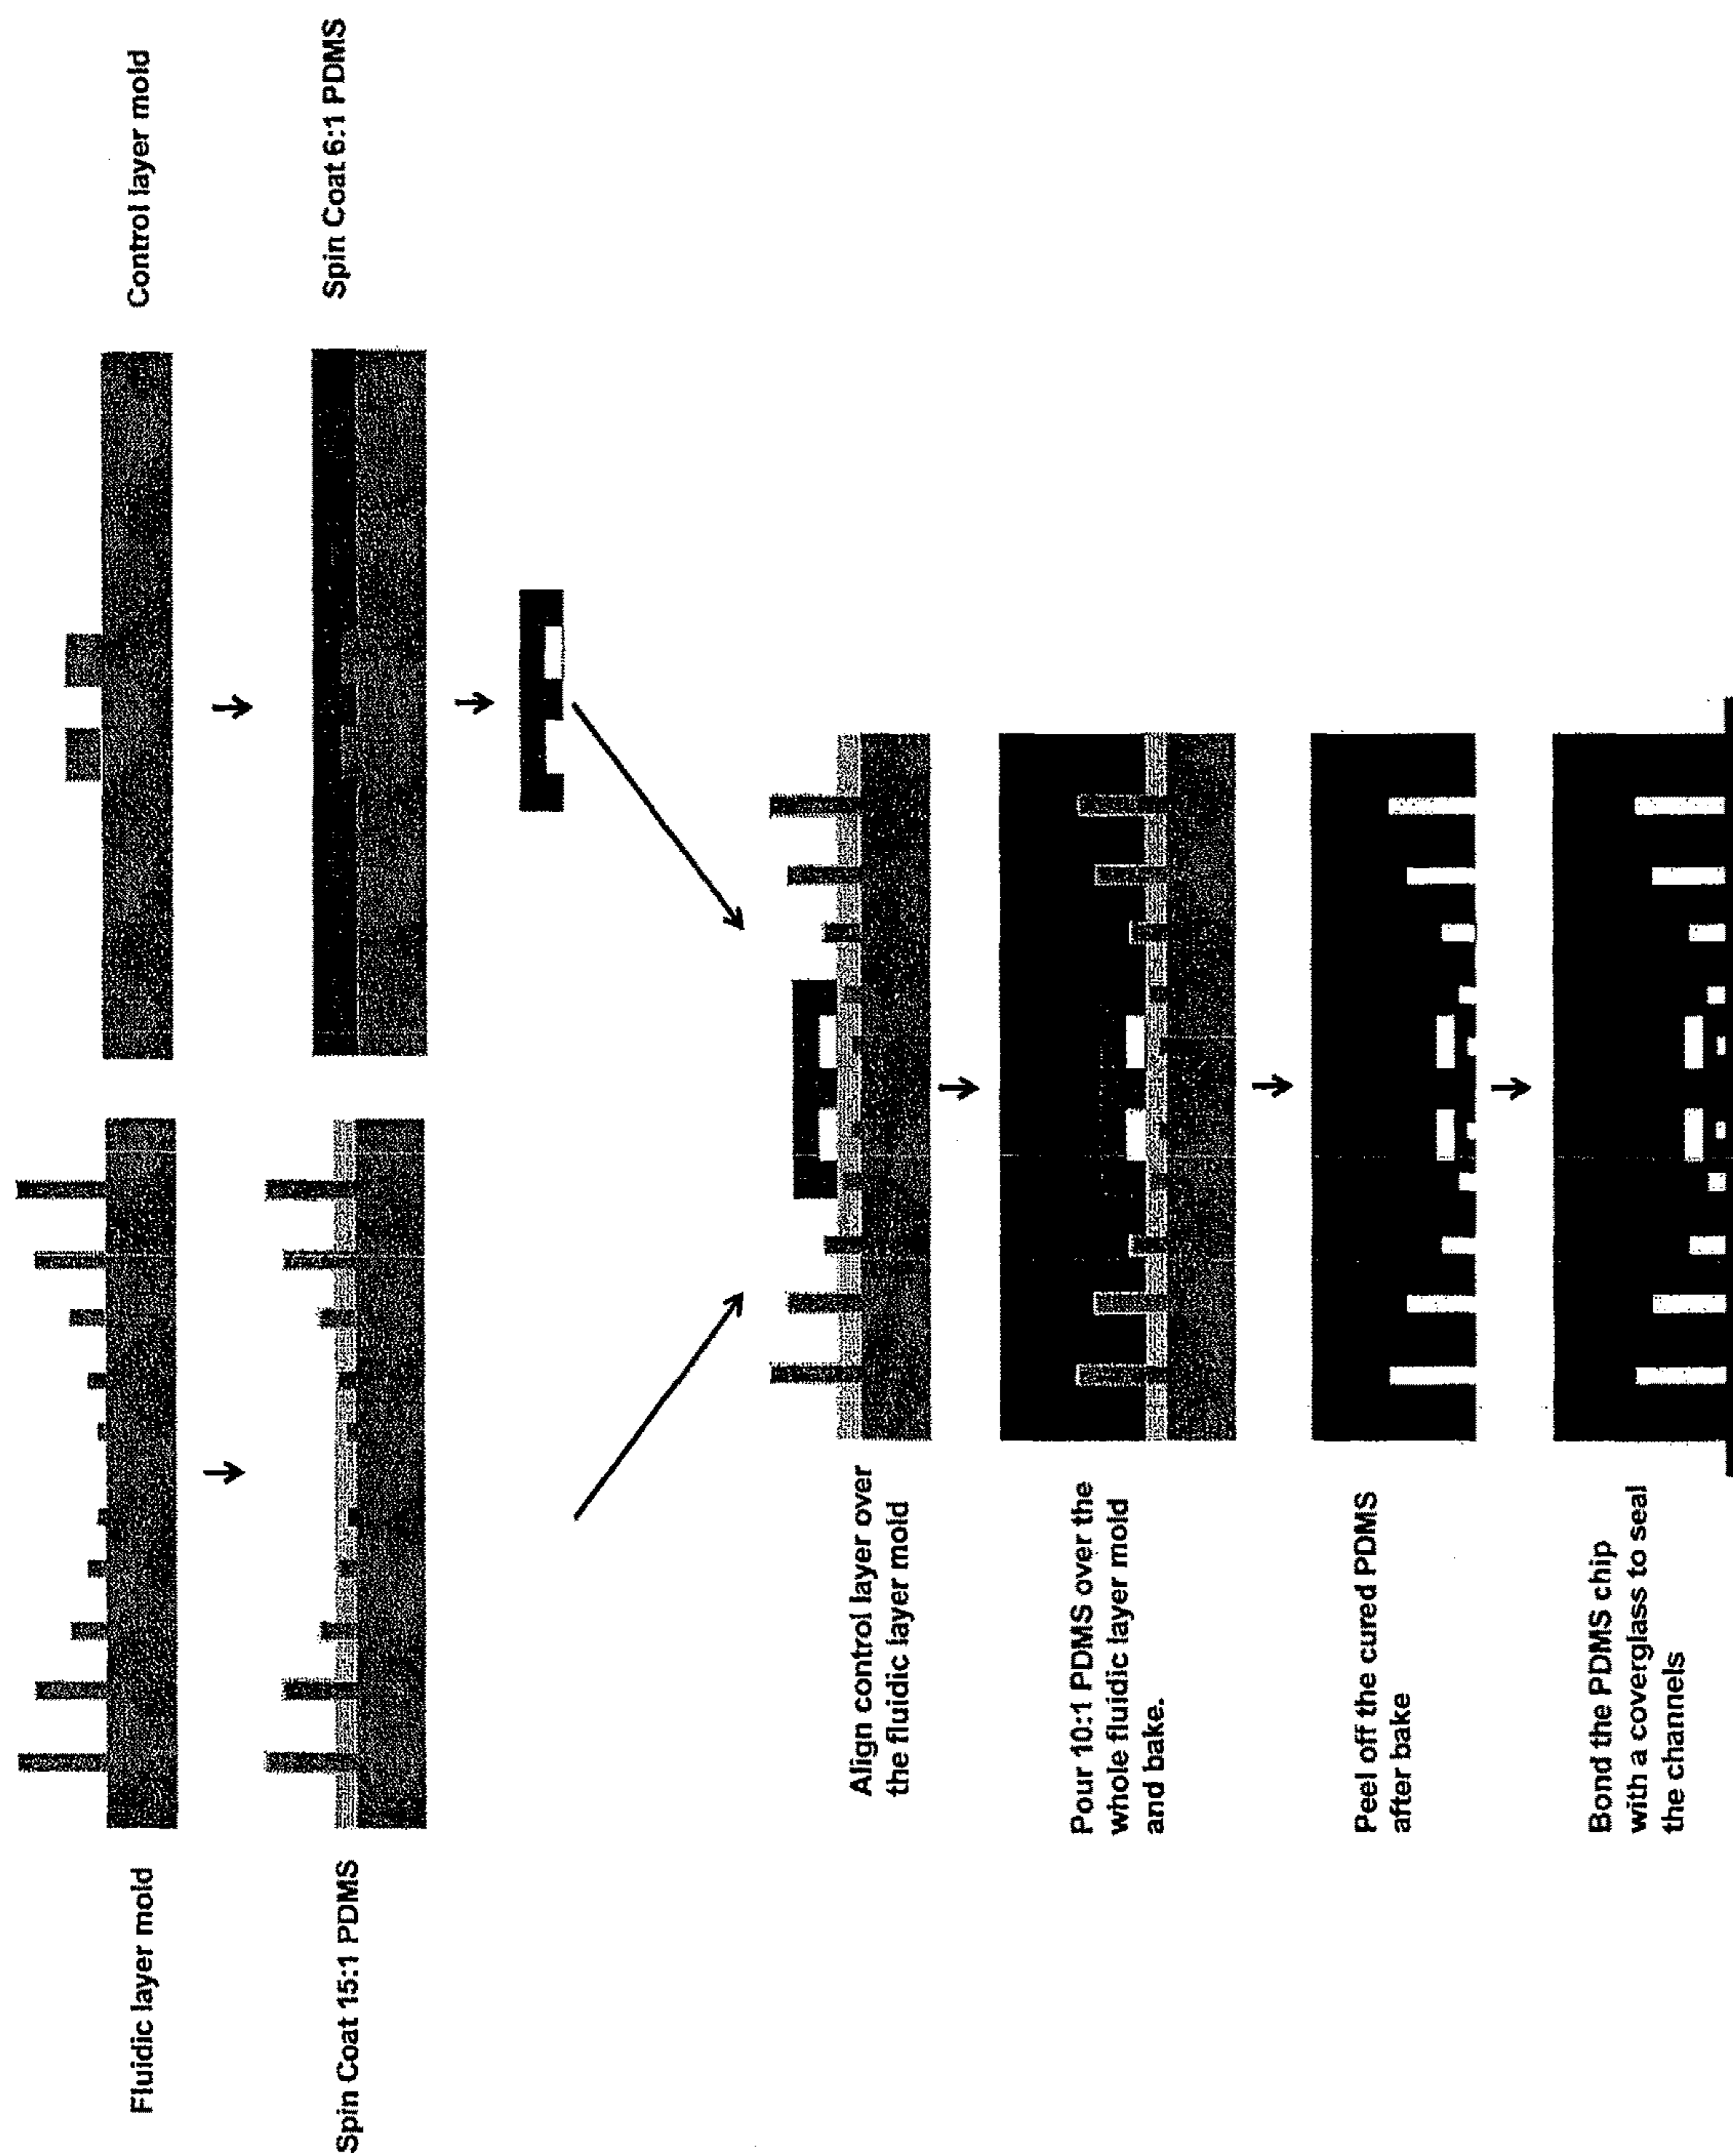 Fluidic layer mold
Control layer mold
Spin Coat 15:1 PDMS
Spin Coat 6:1 PDMS
Align control layer over
the fluidic layer mold
Pour 10:1 PDMS over the
whole fluidic layer mold
and bake.
Peel off the cured PDMS
after bake
Bond the PDMS chip
with a coverglass to seal
the channels